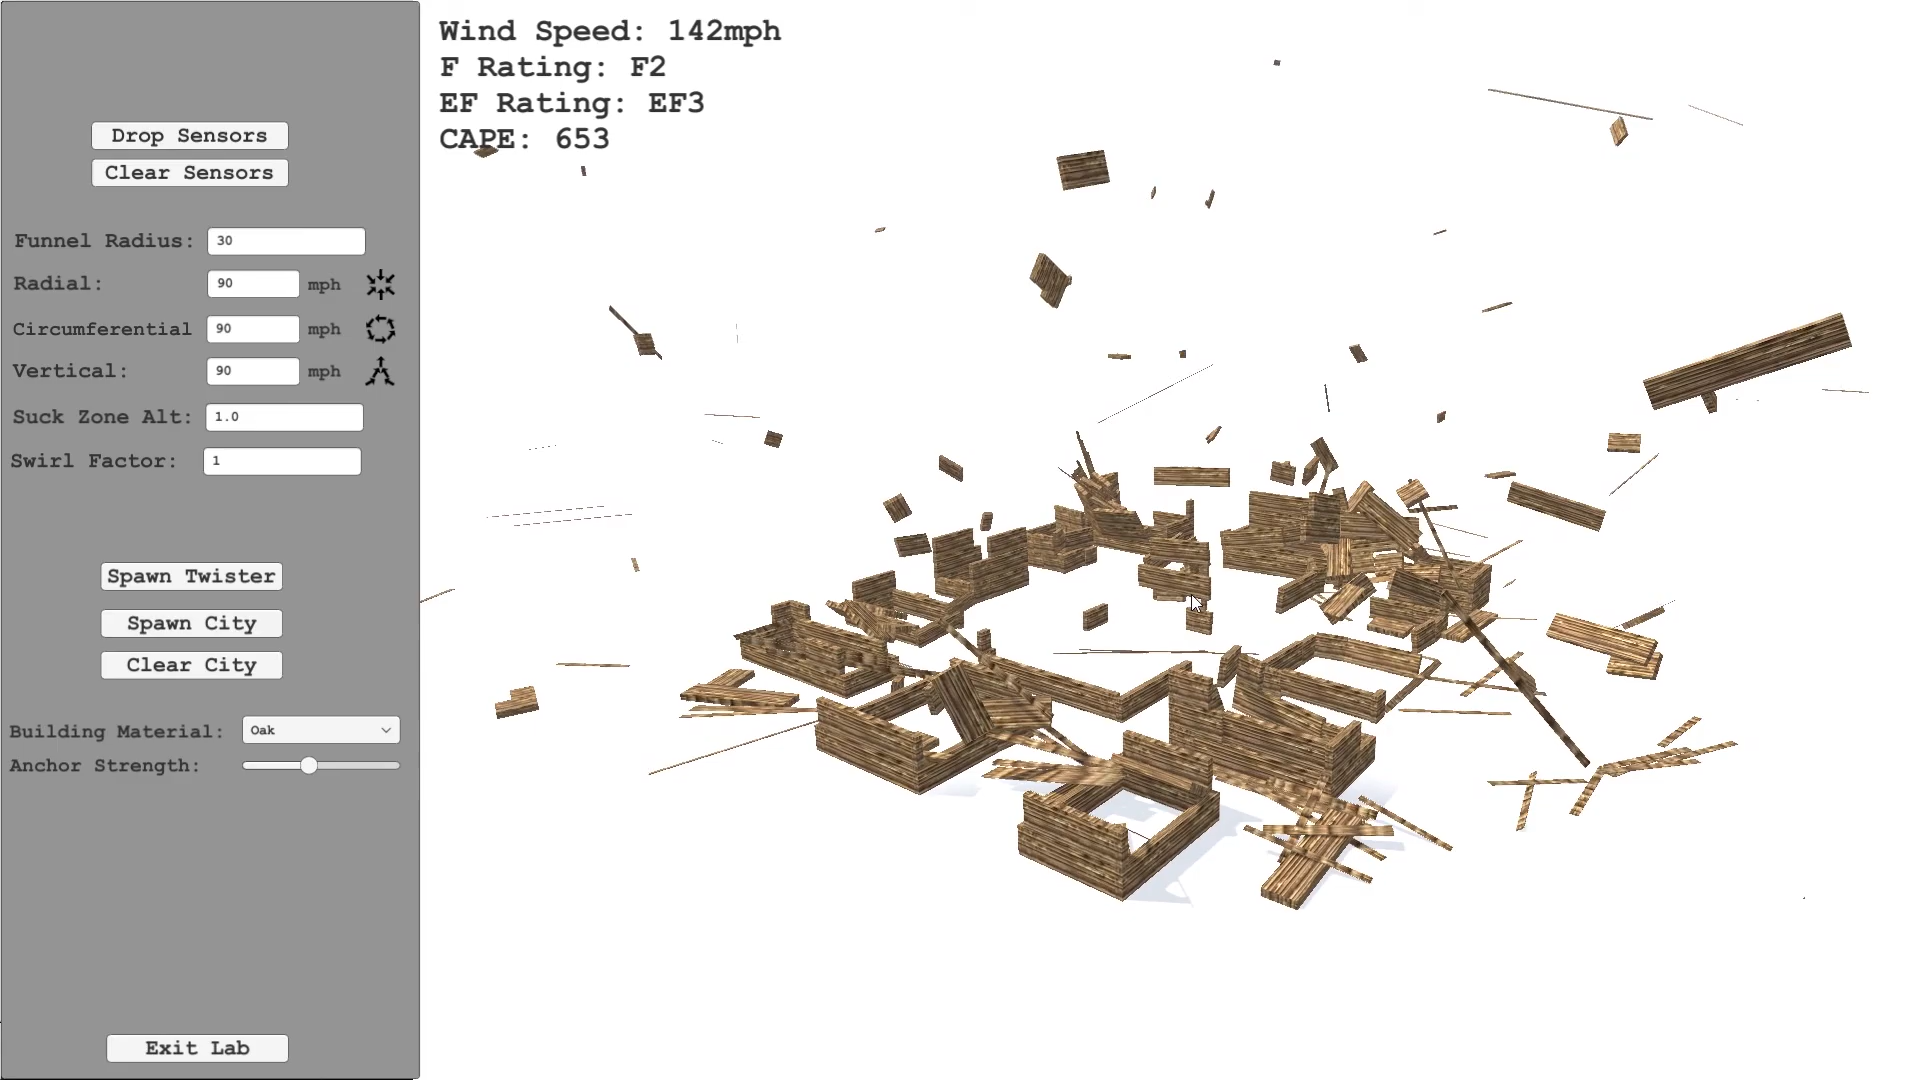 Wind Speed: 142mph
F Rating: F2
EF Rating: EF3
CAPE: 653
Drop Sensors
Clear Sensors
Funnel Radius: 30
Radial: 90 mph
Circumferential 90 mph
Vertical: 90 mph
Suck Zone Alt: 1.0
Swirl Factor: 1
Spawn Twister
Spawn City
Clear City
Building Material: Oak
Anchor Strength:
Exit Lab